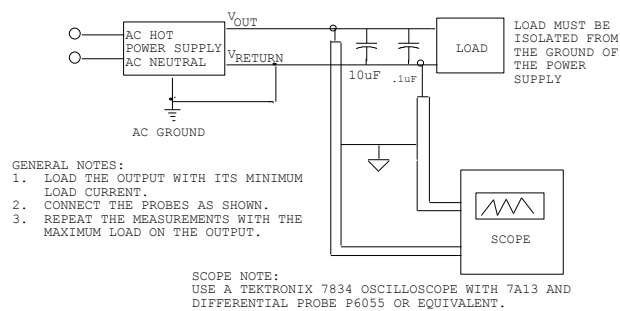 V OUT
AC HOT
POWER SUPPLY
AC NEUTRAL
V RETURN
10uF
.1uF
LOAD
LOAD MUST BE
ISOLATED FROM
THE GROUND OF
THE POWER
SUPPLY
AC GROUND
GENERAL NOTES:
1. LOAD THE OUTPUT WITH ITS MINIMUM
LOAD CURRENT.
2. CONNECT THE PROBES AS SHOWN.
3. REPEAT THE MEASUREMENTS WITH THE
MAXIMUM LOAD ON THE OUTPUT.
SCOPE
SCOPE NOTE:
USE A TEKTRONIX 7834 OSCILLOSCOPE WITH 7A13 AND
DIFFERENTIAL PROBE P6055 OR EQUIVALENT.